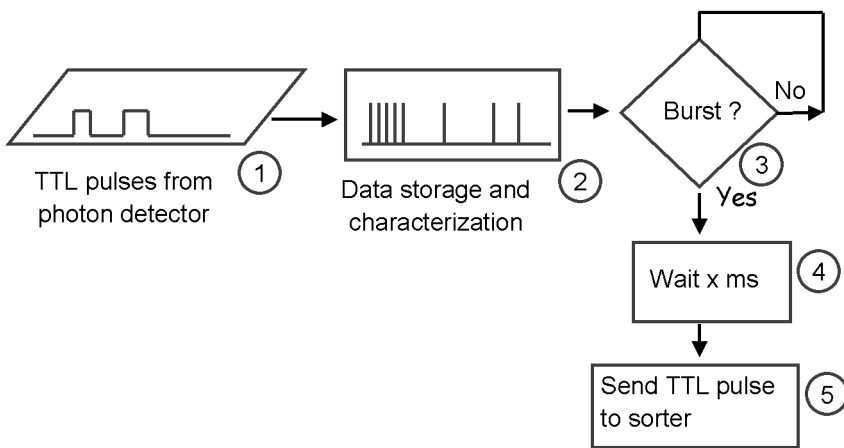 TTL pulses from
photon detector
1
Data storage and
characterization
2
Burst ?
No
3
Yes
Wait x ms
4
Send TTL pulse
to sorter
5